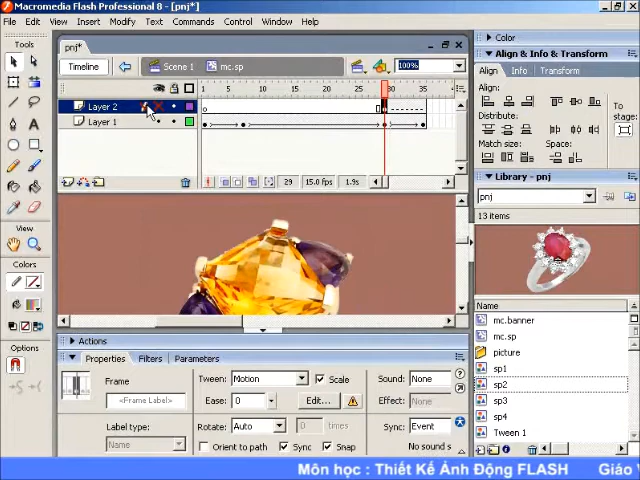 Macromedia Flash Professional 8 - [pnj*]
File Edit View Insert Modify Text Commands Control Window Help
Tools
pnj*
Timeline Scene 1 mc.sp 100%
1 5 10 15 20 25 30 35
Layer 2
Layer 1
29 15.0 fps 1.9s
View
Colors
Options
Actions
Properties Filters Parameters
Frame
<Frame Label>
Label type:
Name
Tween: Motion Scale
Ease: 0 Edit...
Rotate: Auto 0 times
Orient to path Sync Snap
Sound: None
Effect: None
Sync: Event
No sound s
Color
Align & Info & Transform
Align Info Transform
Align:
Distribute:
Match size: Space:
To stage:
Library - pnj
pnj
13 items
Name
mc.banner
mc.sp
picture
sp1
sp2
sp3
sp4
Tween 1
Môn học : Thiết Kế Ảnh Động FLASH Giáo V